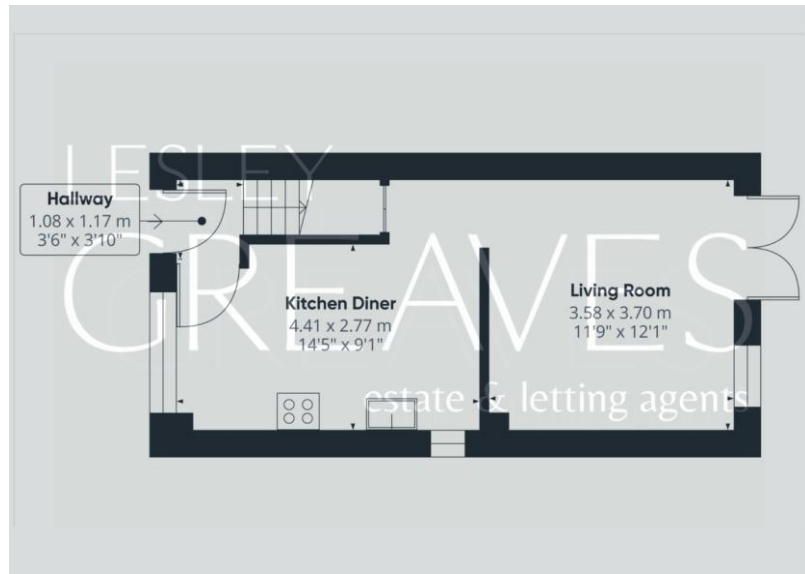 LESLEY
GREAVES
estate & letting agents
Hallway
1.08 x 1.17 m
3'6" x 3'10"
Kitchen Diner
4.41 x 2.77 m
14'5" x 9'1"
Living Room
3.58 x 3.70 m
11'9" x 12'1"